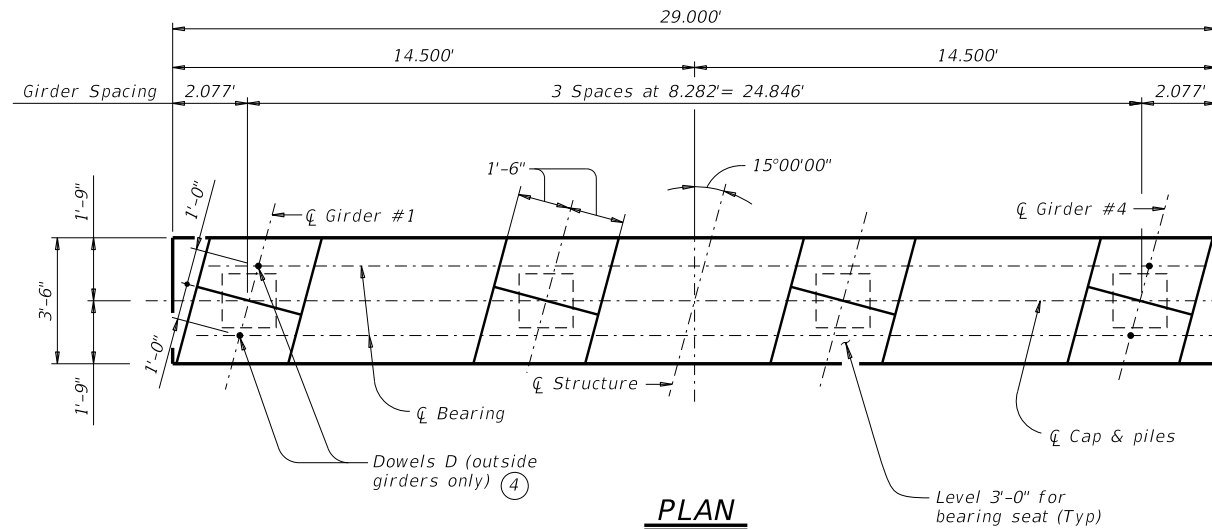 29.000'
14.500'
14.500'
Girder Spacing
2.077'
3 Spaces at 8.282'= 24.846'
2.077'
1'-6"
15°00'00"
1'-0"
1'-9"
℄ Girder #1
℄ Girder #4
3'-6"
1'-0"
1'-9"
℄ Structure
℄ Bearing
℄ Cap & piles
Dowels D (outside
girders only) 4
Level 3'-0" for
bearing seat (Typ)
PLAN